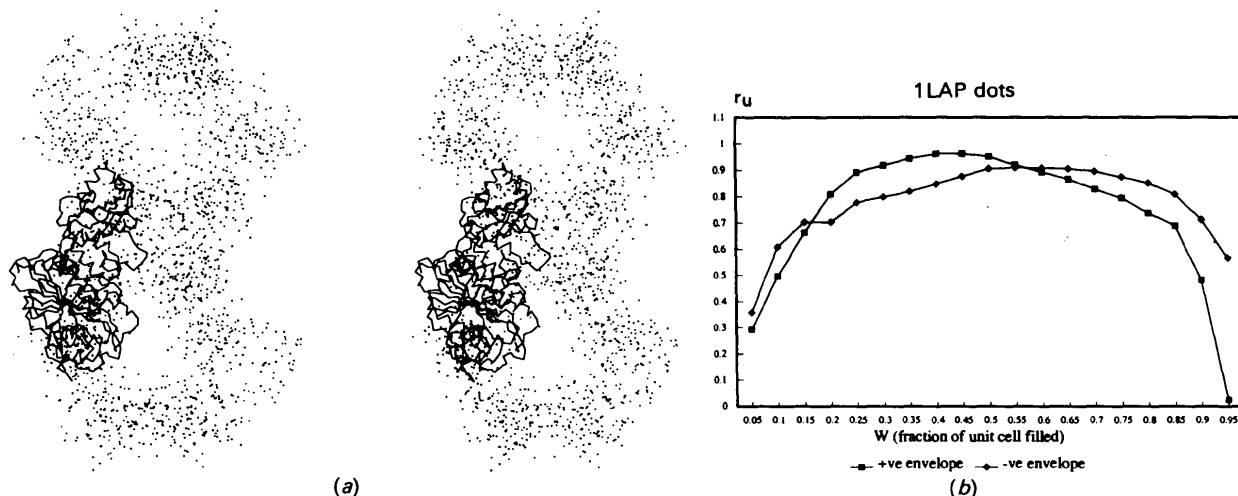 1LAP dots
r_u
1.1
1
0.9
0.8
0.7
0.6
0.5
0.4
0.3
0.2
0.1
0
0.05 0.1 0.15 0.2 0.25 0.3 0.35 0.4 0.45 0.5 0.55 0.6 0.65 0.7 0.75 0.8 0.85 0.9 0.95
W (fraction of unit cell filled)
+ve envelope -ve envelope
(a) (b)